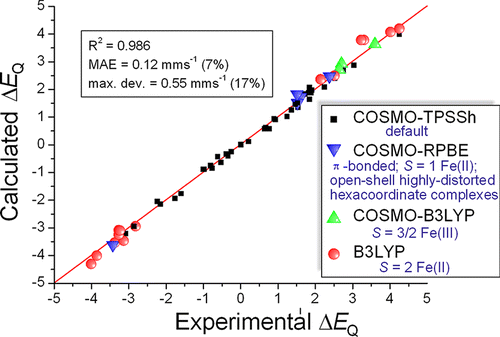 R² = 0.986
MAE = 0.12 mms⁻¹ (7%)
max. dev. = 0.55 mms⁻¹ (17%)
Calculated ΔE_Q
5
4
3
2
1
0
-1
-2
-3
-4
-5
-5 -4 -3 -2 -1 0 1 2 3 4 5
Experimental ΔE_Q
COSMO-TPSSh
default
COSMO-RPBE
π-bonded; S = 1 Fe(II);
open-shell highly-distorted
hexacoordinate complexes
COSMO-B3LYP
S = 3/2 Fe(III)
B3LYP
S = 2 Fe(II)